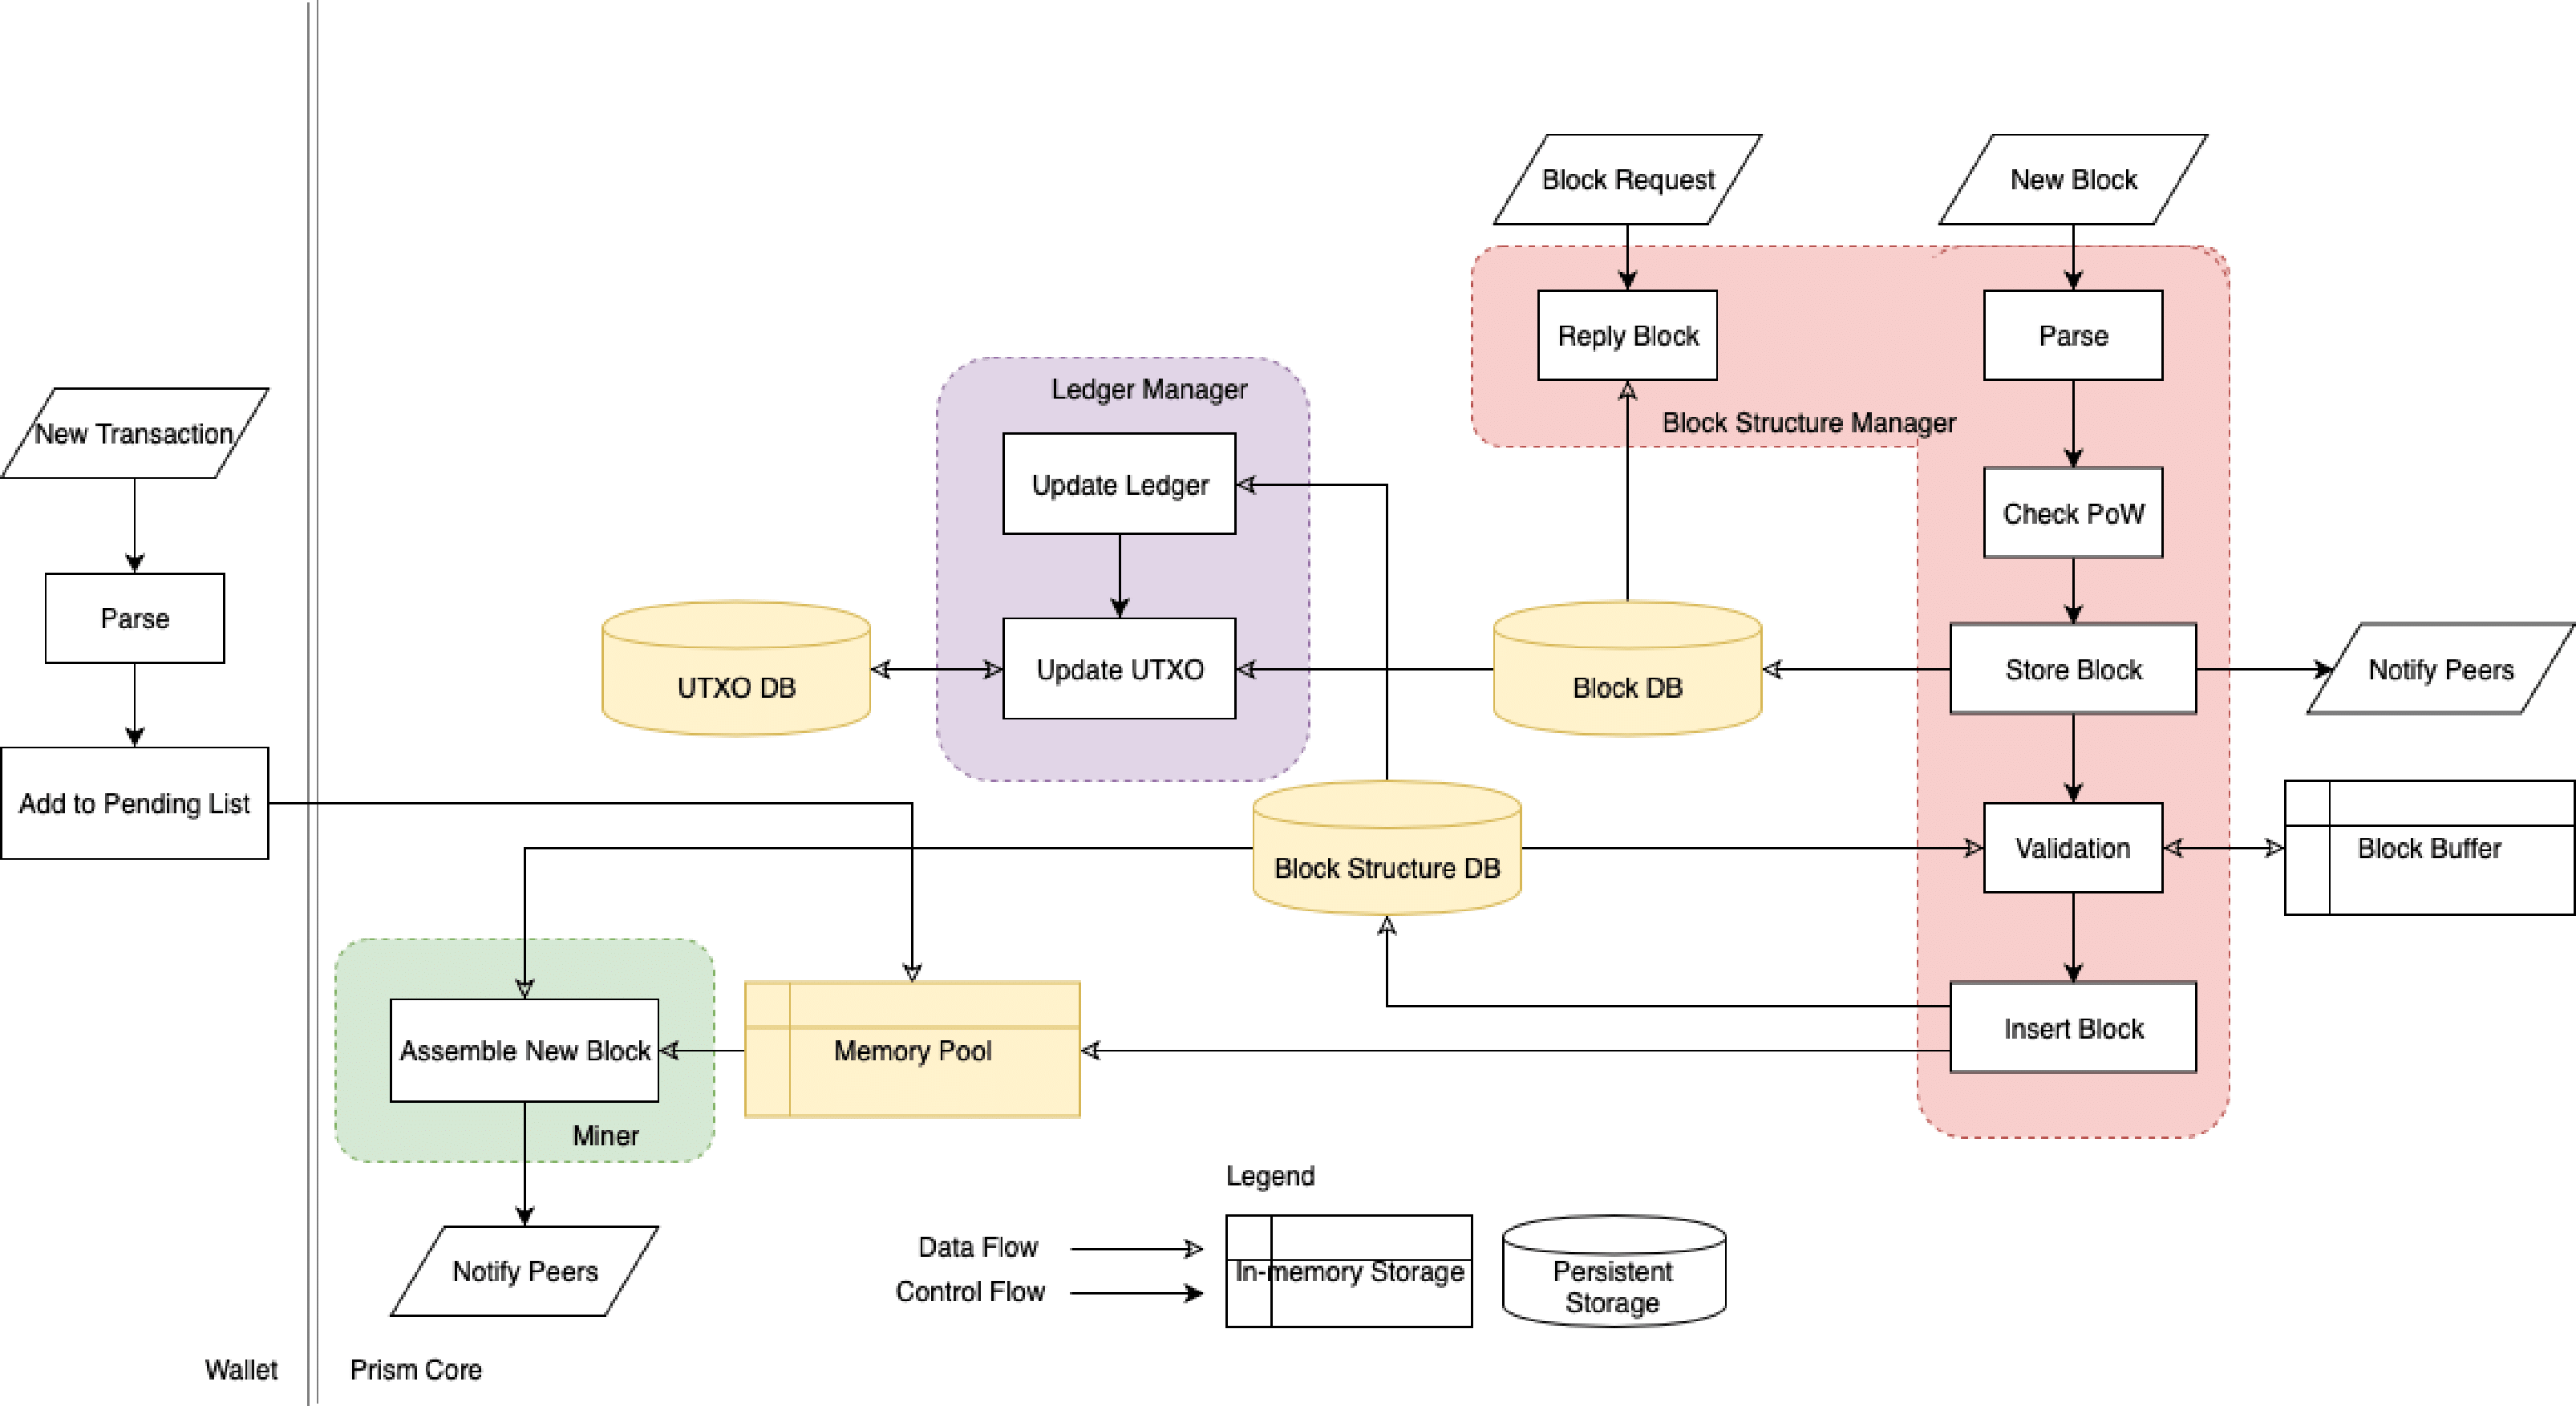 Block Request
New Block
Reply Block
Parse
Ledger Manager
Block Structure Manager
New Transaction
Update Ledger
Check PoW
Parse
UTXO DB
Update UTXO
Block DB
Store Block
Notify Peers
Add to Pending List
Block Structure DB
Validation
Block Buffer
Assemble New Block
Memory Pool
Insert Block
Miner
Legend
Data Flow
Control Flow
In-memory Storage
Persistent
Storage
Notify Peers
Wallet
Prism Core